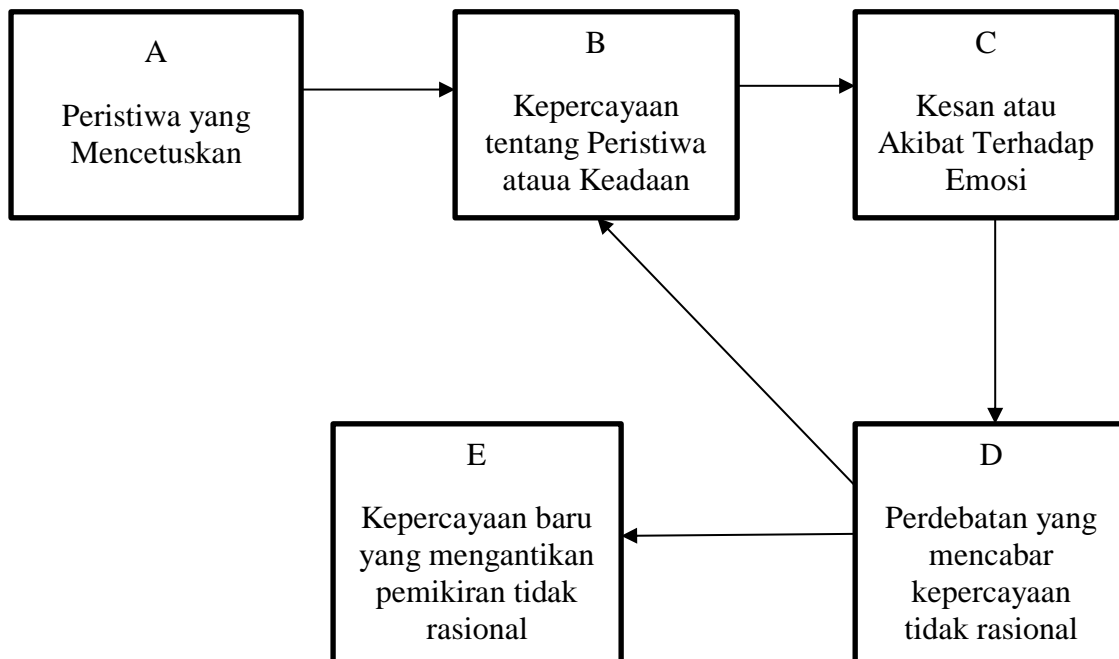 A
Peristiwa yang
Mencetuskan
B
Kepercayaan
tentang Peristiwa
ataua Keadaan
C
Kesan atau
Akibat Terhadap
Emosi
D
Perdebatan yang
mencabar
kepercayaan
tidak rasional
E
Kepercayaan baru
yang mengantikan
pemikiran tidak
rasional